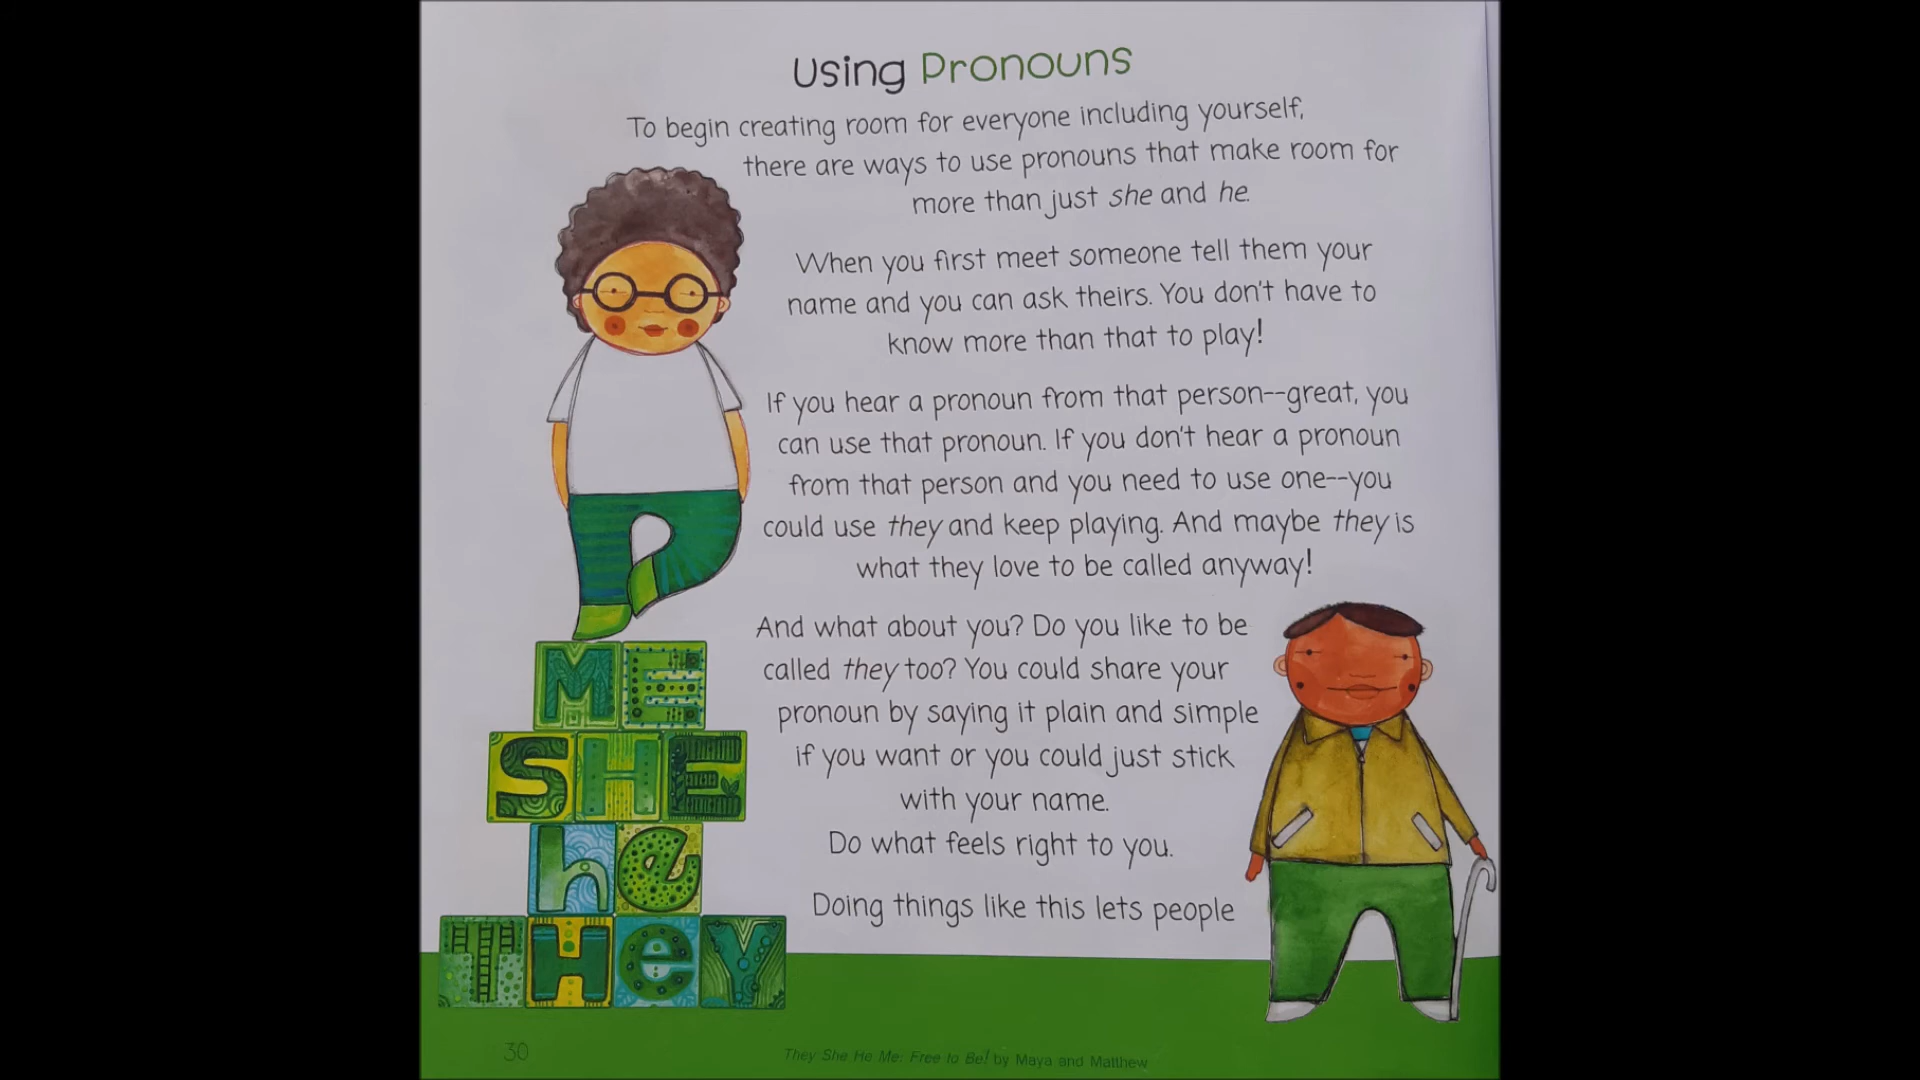 Using Pronouns
To begin creating room for everyone including yourself,
there are ways to use pronouns that make room for
more than just she and he.
When you first meet someone tell them your
name and you can ask theirs. You don't have to
know more than that to play!
If you hear a pronoun from that person--great, you
can use that pronoun. If you don't hear a pronoun
from that person and you need to use one--you
could use they and keep playing. And maybe they is
what they love to be called anyway!
And what about you? Do you like to be
called they too? You could share your
pronoun by saying it plain and simple
if you want or you could just stick
with your name.
Do what feels right to you.
Doing things like this lets people
ME
SHE
he
THeY
30
They She He Me: Free to Be! by Maya and Matthew